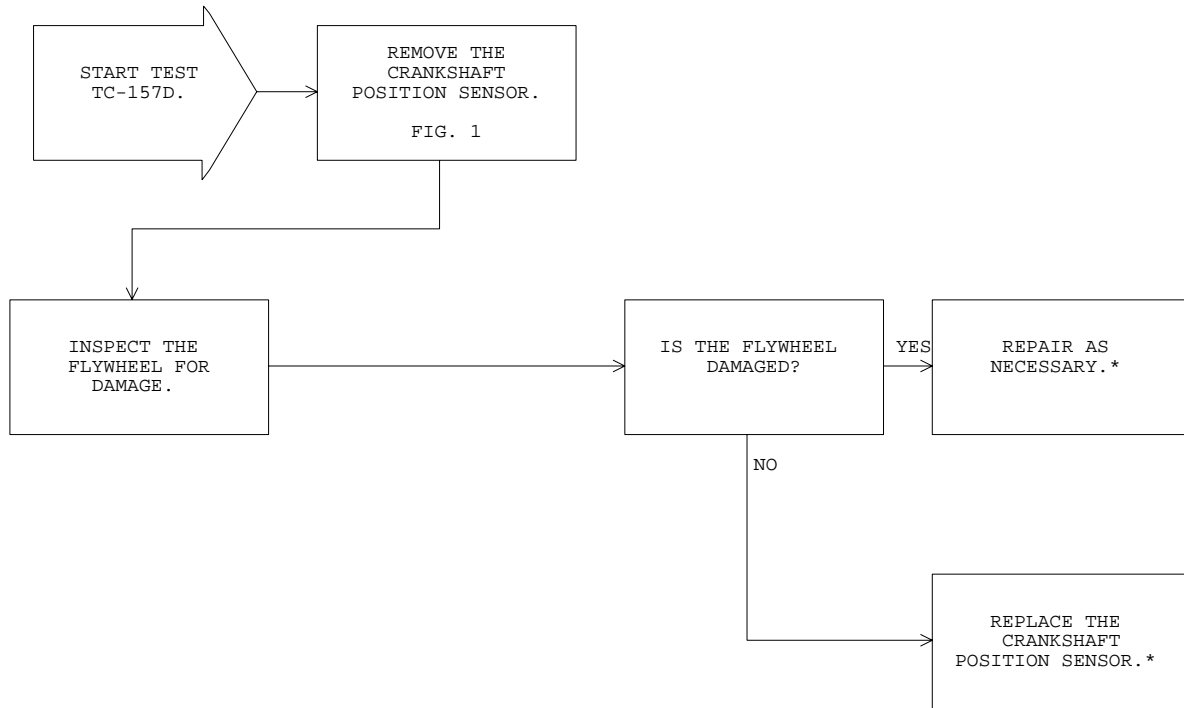 START TEST
TC-157D.
REMOVE THE
CRANKSHAFT
POSITION SENSOR.
FIG. 1
INSPECT THE
FLYWHEEL FOR
DAMAGE.
IS THE FLYWHEEL
DAMAGED?
YES
REPAIR AS
NECESSARY.*
NO
REPLACE THE
CRANKSHAFT
POSITION SENSOR.*